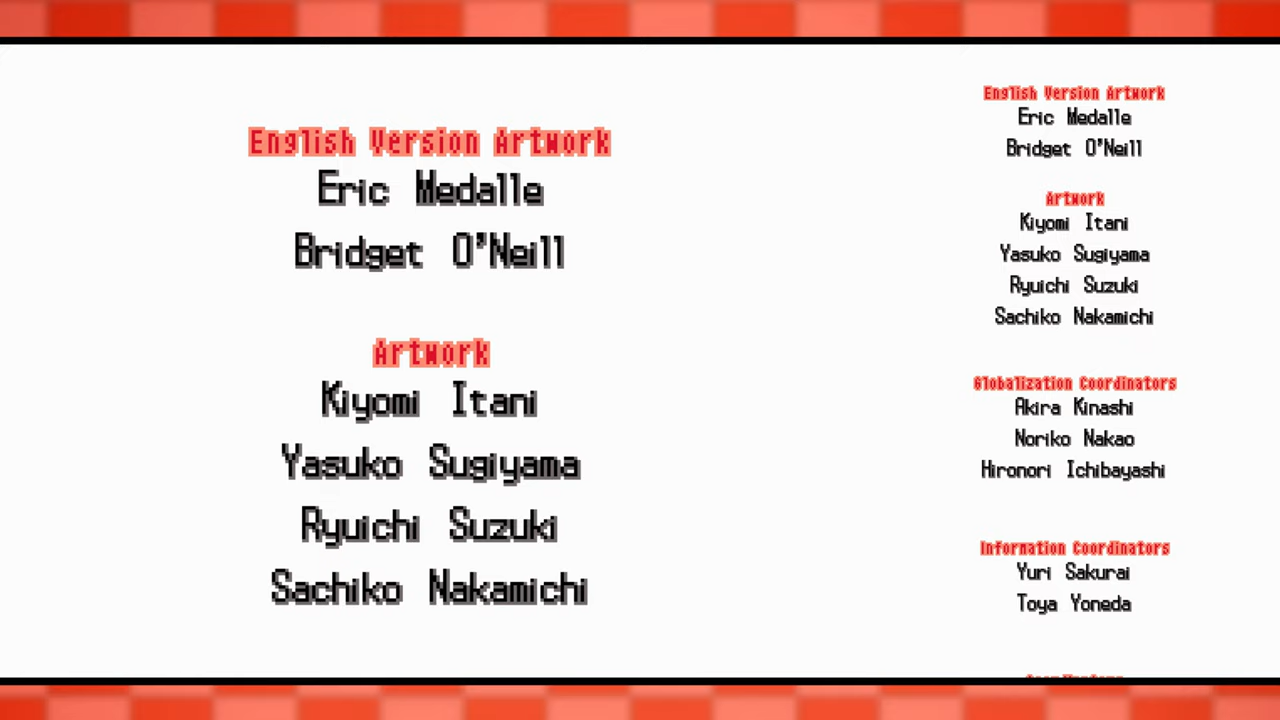 English Version Artwork
Eric Medalle
Bridget O'Neill
Artwork
Kiyomi Itani
Yasuko Sugiyama
Ryuichi Suzuki
Sachiko Nakamichi
English Version Artwork
Eric Medalle
Bridget O'Neill
Artwork
Kiyomi Itani
Yasuko Sugiyama
Ryuichi Suzuki
Sachiko Nakamichi
Globalization Coordinators
Akira Kinashi
Noriko Nakao
Hironori Ichibayashi
Information Coordinators
Yuri Sakurai
Toya Yoneda